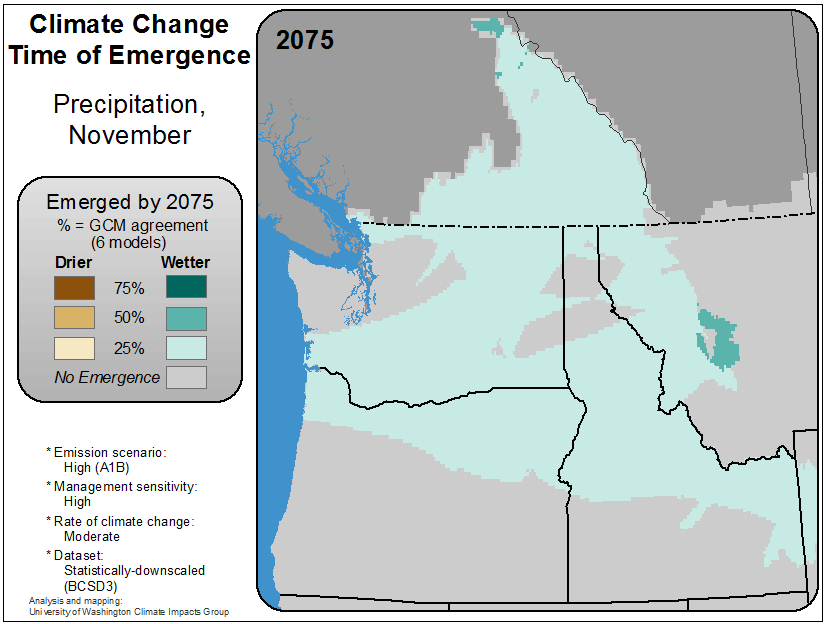 Climate Change
Time of Emergence
Precipitation,
November
Emerged by 2075
% = GCM agreement
(6 models)
Drier Wetter
75%
50%
25%
No Emergence
* Emission scenario:
High (A1B)
* Management sensitivity:
High
* Rate of climate change:
Moderate
* Dataset:
Statistically-downscaled
(BCSD3)
Analysis and mapping:
University of Washington Climate Impacts Group
2075